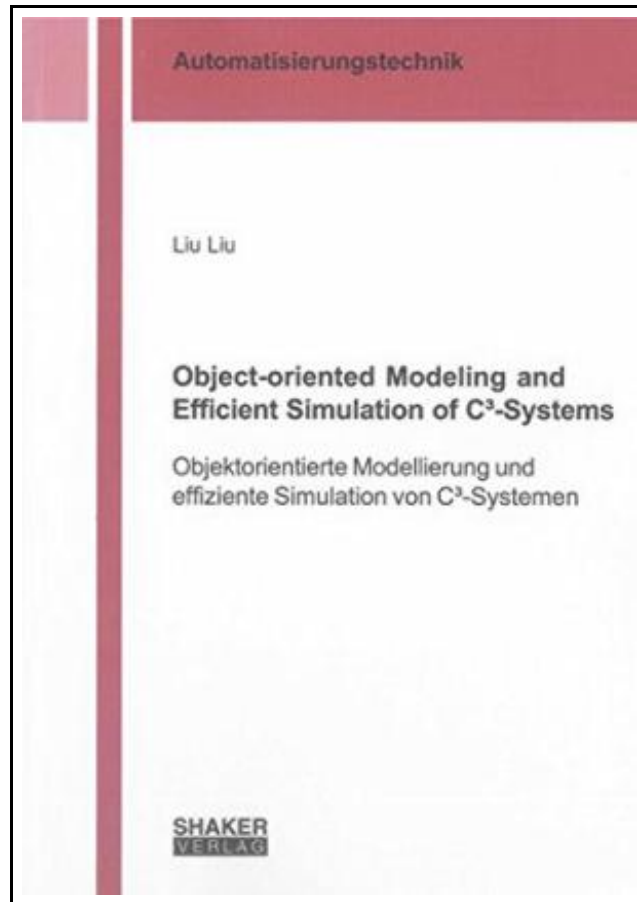 Automatisierungstechnik
Liu Liu
Object-oriented Modeling and
Efficient Simulation of C³-Systems
Objektorientierte Modellierung und
effiziente Simulation von C³-Systemen
SHAKER
VERLAG